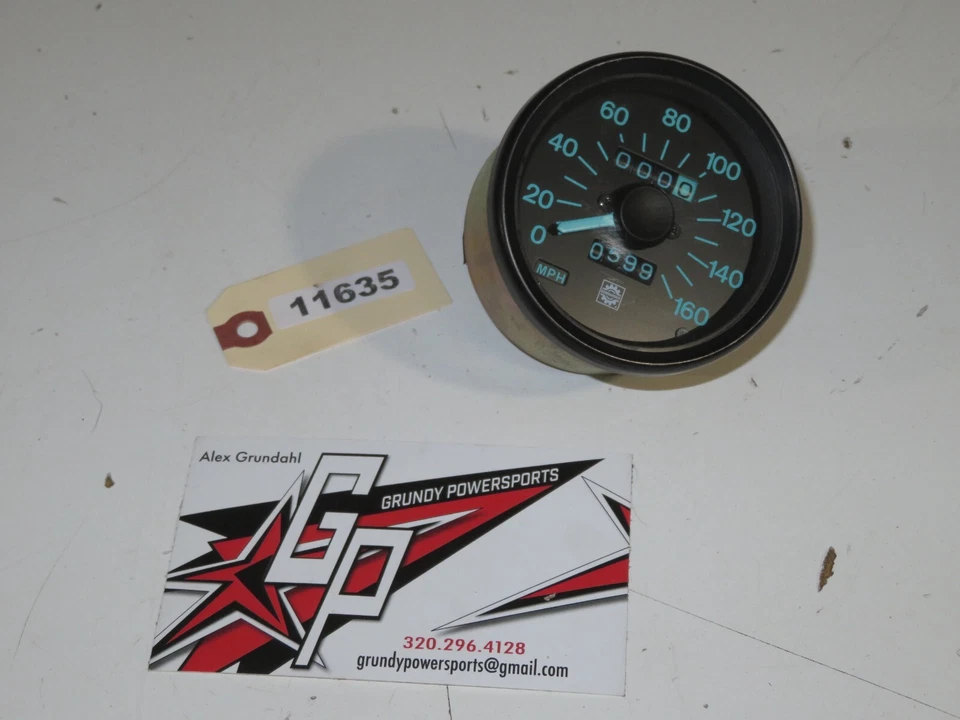 60 80
40 100
000
20 120
0
0599
MPH 140
160
11635
Alex Grundahl
GP
GRUNDY POWERSPORTS
320.296.4128
grundypowersports@gmail.com